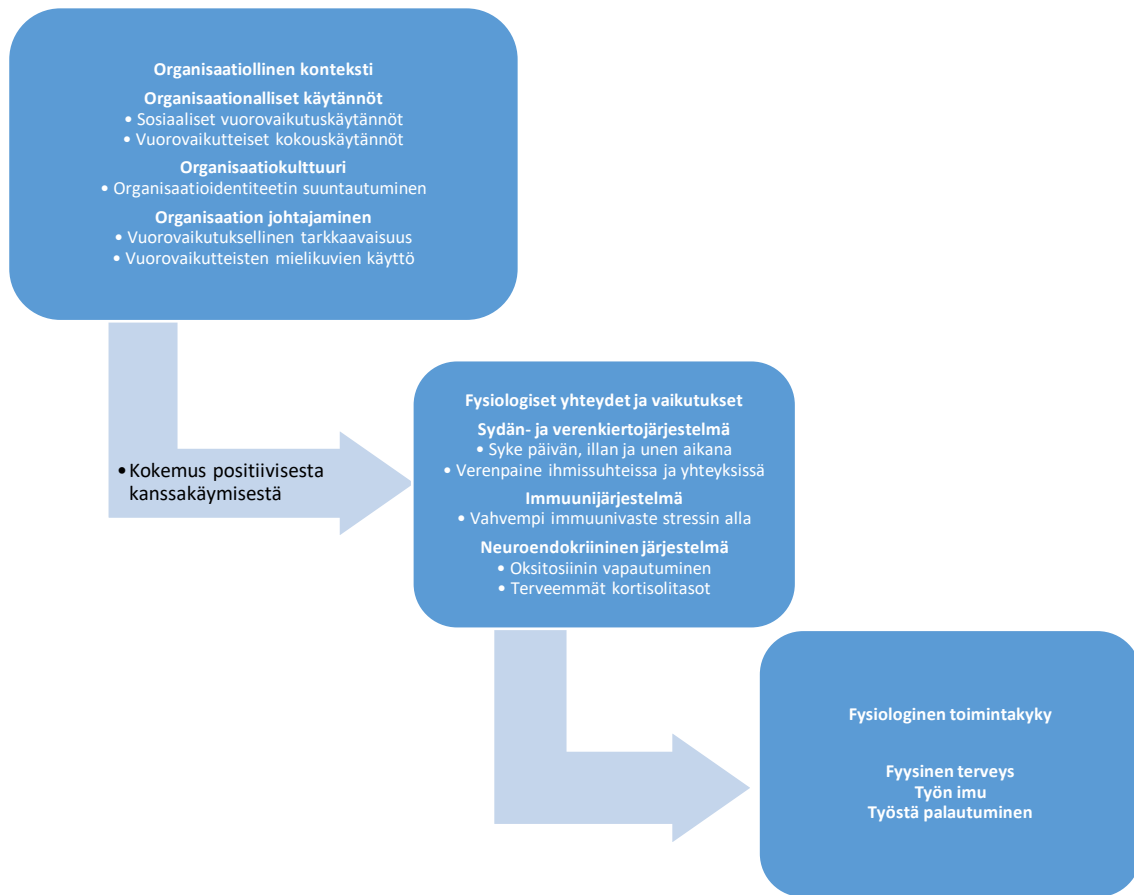 Organisaatiollinen konteksti
Organisaationalliset käytännöt
• Sosiaaliset vuorovaikutuskäytännöt
• Vuorovaikutteiset kokouskäytännöt
Organisaatiokulttuuri
• Organisaatioidentiteetin suuntautuminen
Organisaation johtajaminen
• Vuorovaikutuksellinen tarkkaavaisuus
• Vuorovaikutteisten mielikuvien käyttö
• Kokemus positiivisesta
kanssakäymisestä
Fysiologiset yhteydet ja vaikutukset
Sydän- ja verenkiertojärjestelmä
• Syke päivän, illan ja unen aikana
• Verenpaine ihmissuhteissa ja yhteyksissä
Immuunijärjestelmä
• Vahvempi immuunivaste stressin alla
Neuroendokriininen järjestelmä
• Oksitosiinin vapautuminen
• Terveemmät kortisolitasot
Fysiologinen toimintakyky
Fyysinen terveys
Työn imu
Työstä palautuminen